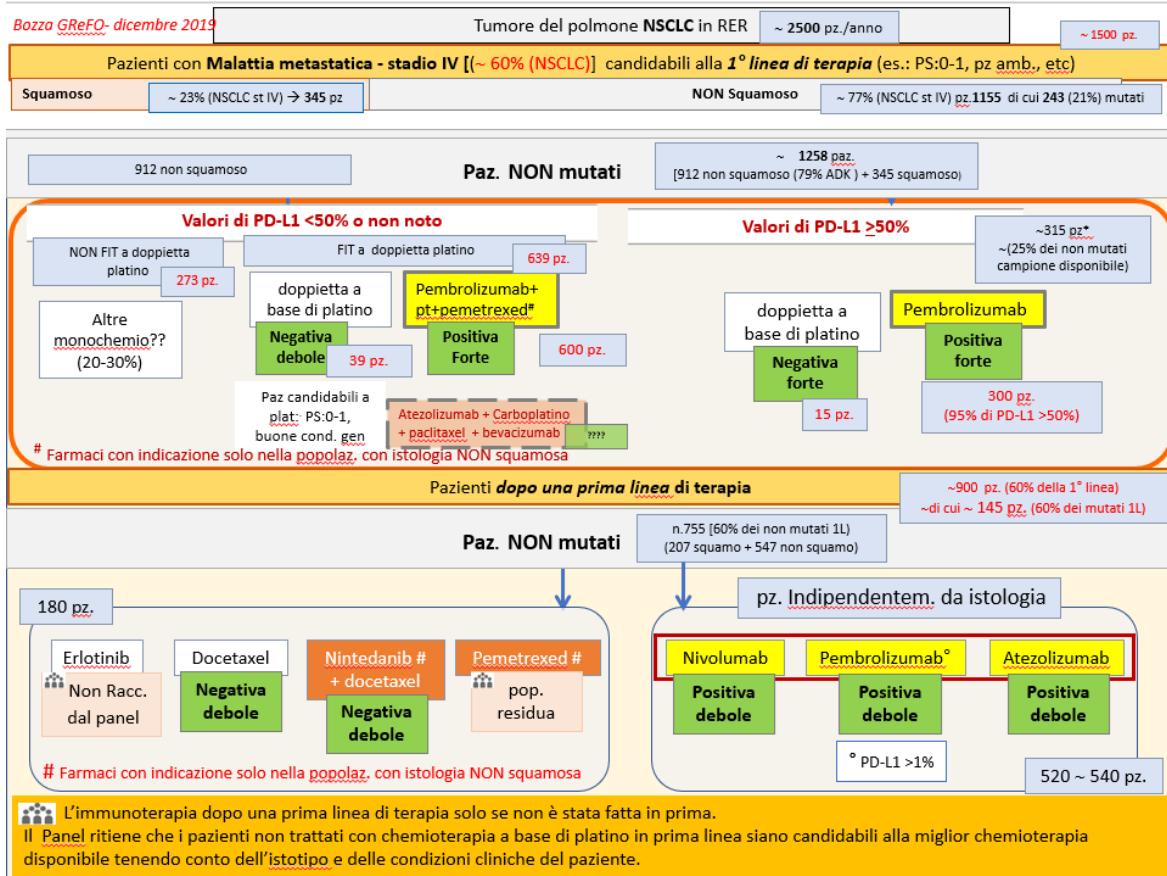 Bozza GReFO- dicembre 2019
Tumore del polmone NSCLC in RER
~ 2500 pz./anno
~ 1500 pz.
Pazienti con Malattia metastatica - stadio IV [(~ 60% (NSCLC)] candidabili alla 1° linea di terapia (es.: PS:0-1, pz amb., etc)
Squamoso
~ 23% (NSCLC st IV) → 345 pz
NON Squamoso
~ 77% (NSCLC st IV) pz.1155 di cui 243 (21%) mutati
912 non squamoso
Paz. NON mutati
~ 1258 paz.
[912 non squamoso (79% ADK ) + 345 squamoso)
Valori di PD-L1 <50% o non noto
Valori di PD-L1 >50%
~315 pz*
~(25% dei non mutati
campione disponibile)
NON FIT a doppietta
platino
273 pz.
FIT a doppietta platino
639 pz.
Altre
monochemio??
(20-30%)
doppietta a
base di platino
Negativa
debole
39 pz.
Pembrolizumab+
pt+pemetrexed#
Positiva
Forte
600 pz.
doppietta a
base di platino
Negativa
forte
15 pz.
Pembrolizumab
Positiva
forte
300 pz.
(95% di PD-L1 >50%)
Paz candidabili a
plat: PS:0-1,
buone cond. gen
Atezolizumab + Carboplatino
+ paclitaxel + bevacizumab
????
# Farmaci con indicazione solo nella popolaz. con istologia NON squamosa
Pazienti dopo una prima linea di terapia
~900 pz. (60% della 1° linea)
~di cui ~ 145 pz. (60% dei mutati 1L)
Paz. NON mutati
n.755 [60% dei non mutati 1L)
(207 squamo + 547 non squamo)
180 pz.
pz. Indipendentem. da istologia
Erlotinib
Non Racc.
dal panel
Docetaxel
Negativa
debole
Nintedanib #
+ docetaxel
Negativa
debole
Pemetrexed #
pop.
residua
Nivolumab
Positiva
debole
Pembrolizumab°
Positiva
debole
° PD-L1 >1%
Atezolizumab
Positiva
debole
# Farmaci con indicazione solo nella popolaz. con istologia NON squamosa
520 ~ 540 pz.
L'immunoterapia dopo una prima linea di terapia solo se non è stata fatta in prima.
Il Panel ritiene che i pazienti non trattati con chemioterapia a base di platino in prima linea siano candidabili alla miglior chemioterapia
disponibile tenendo conto dell'istotipo e delle condizioni cliniche del paziente.